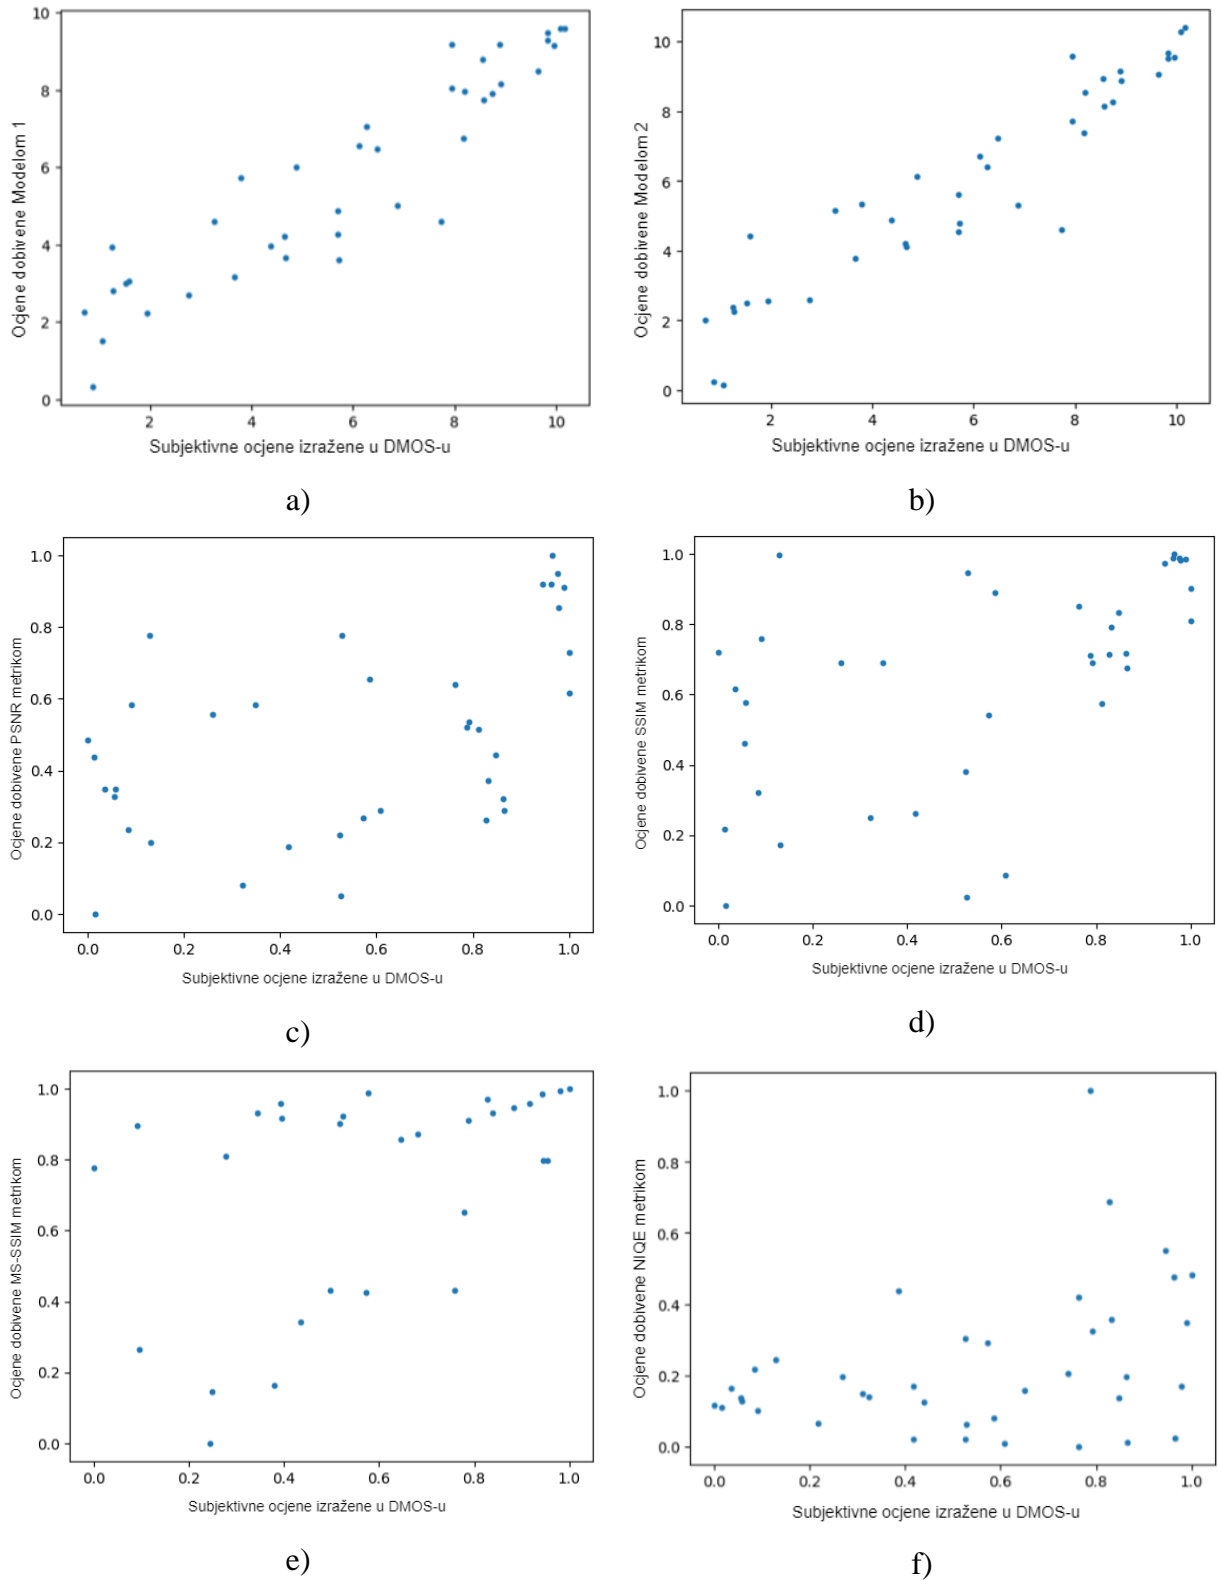 10
8
6
4
2
0
Ocjene dobivene Modelom 1
2 4 6 8 10
Subjektivne ocjene izražene u DMOS-u
a)
10
8
6
4
2
0
Ocjene dobivene Modelom 2
2 4 6 8 10
Subjektivne ocjene izražene u DMOS-u
b)
1.0
0.8
0.6
0.4
0.2
0.0
Ocjene dobivene PSNR metrikom
0.0 0.2 0.4 0.6 0.8 1.0
Subjektivne ocjene izražene u DMOS-u
c)
1.0
0.8
0.6
0.4
0.2
0.0
Ocjene dobivene SSIM metrikom
0.0 0.2 0.4 0.6 0.8 1.0
Subjektivne ocjene izražene u DMOS-u
d)
1.0
0.8
0.6
0.4
0.2
0.0
Ocjene dobivene MS-SSIM metrikom
0.0 0.2 0.4 0.6 0.8 1.0
Subjektivne ocjene izražene u DMOS-u
e)
1.0
0.8
0.6
0.4
0.2
0.0
Ocjene dobivene NIQE metrikom
0.0 0.2 0.4 0.6 0.8 1.0
Subjektivne ocjene izražene u DMOS-u
f)